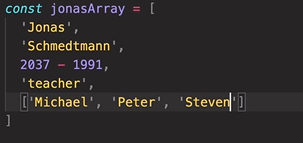 const jonasArray = [
'Jonas',
'Schmedtmann',
2037 - 1991,
'teacher',
['Michael', 'Peter', 'Steven']
]